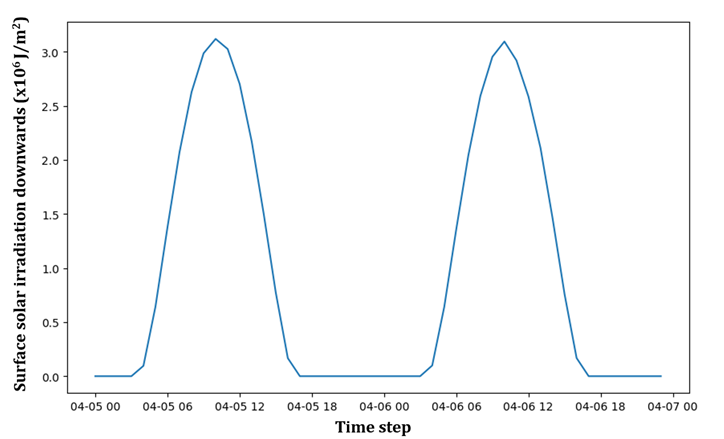 Surface solar irradiation downwards (x10⁶ J/m²)
3.0
2.5
2.0
1.5
1.0
0.5
0.0
04-05 00 04-05 06 04-05 12 04-05 18 04-06 00 04-06 06 04-06 12 04-06 18 04-07 00
Time step